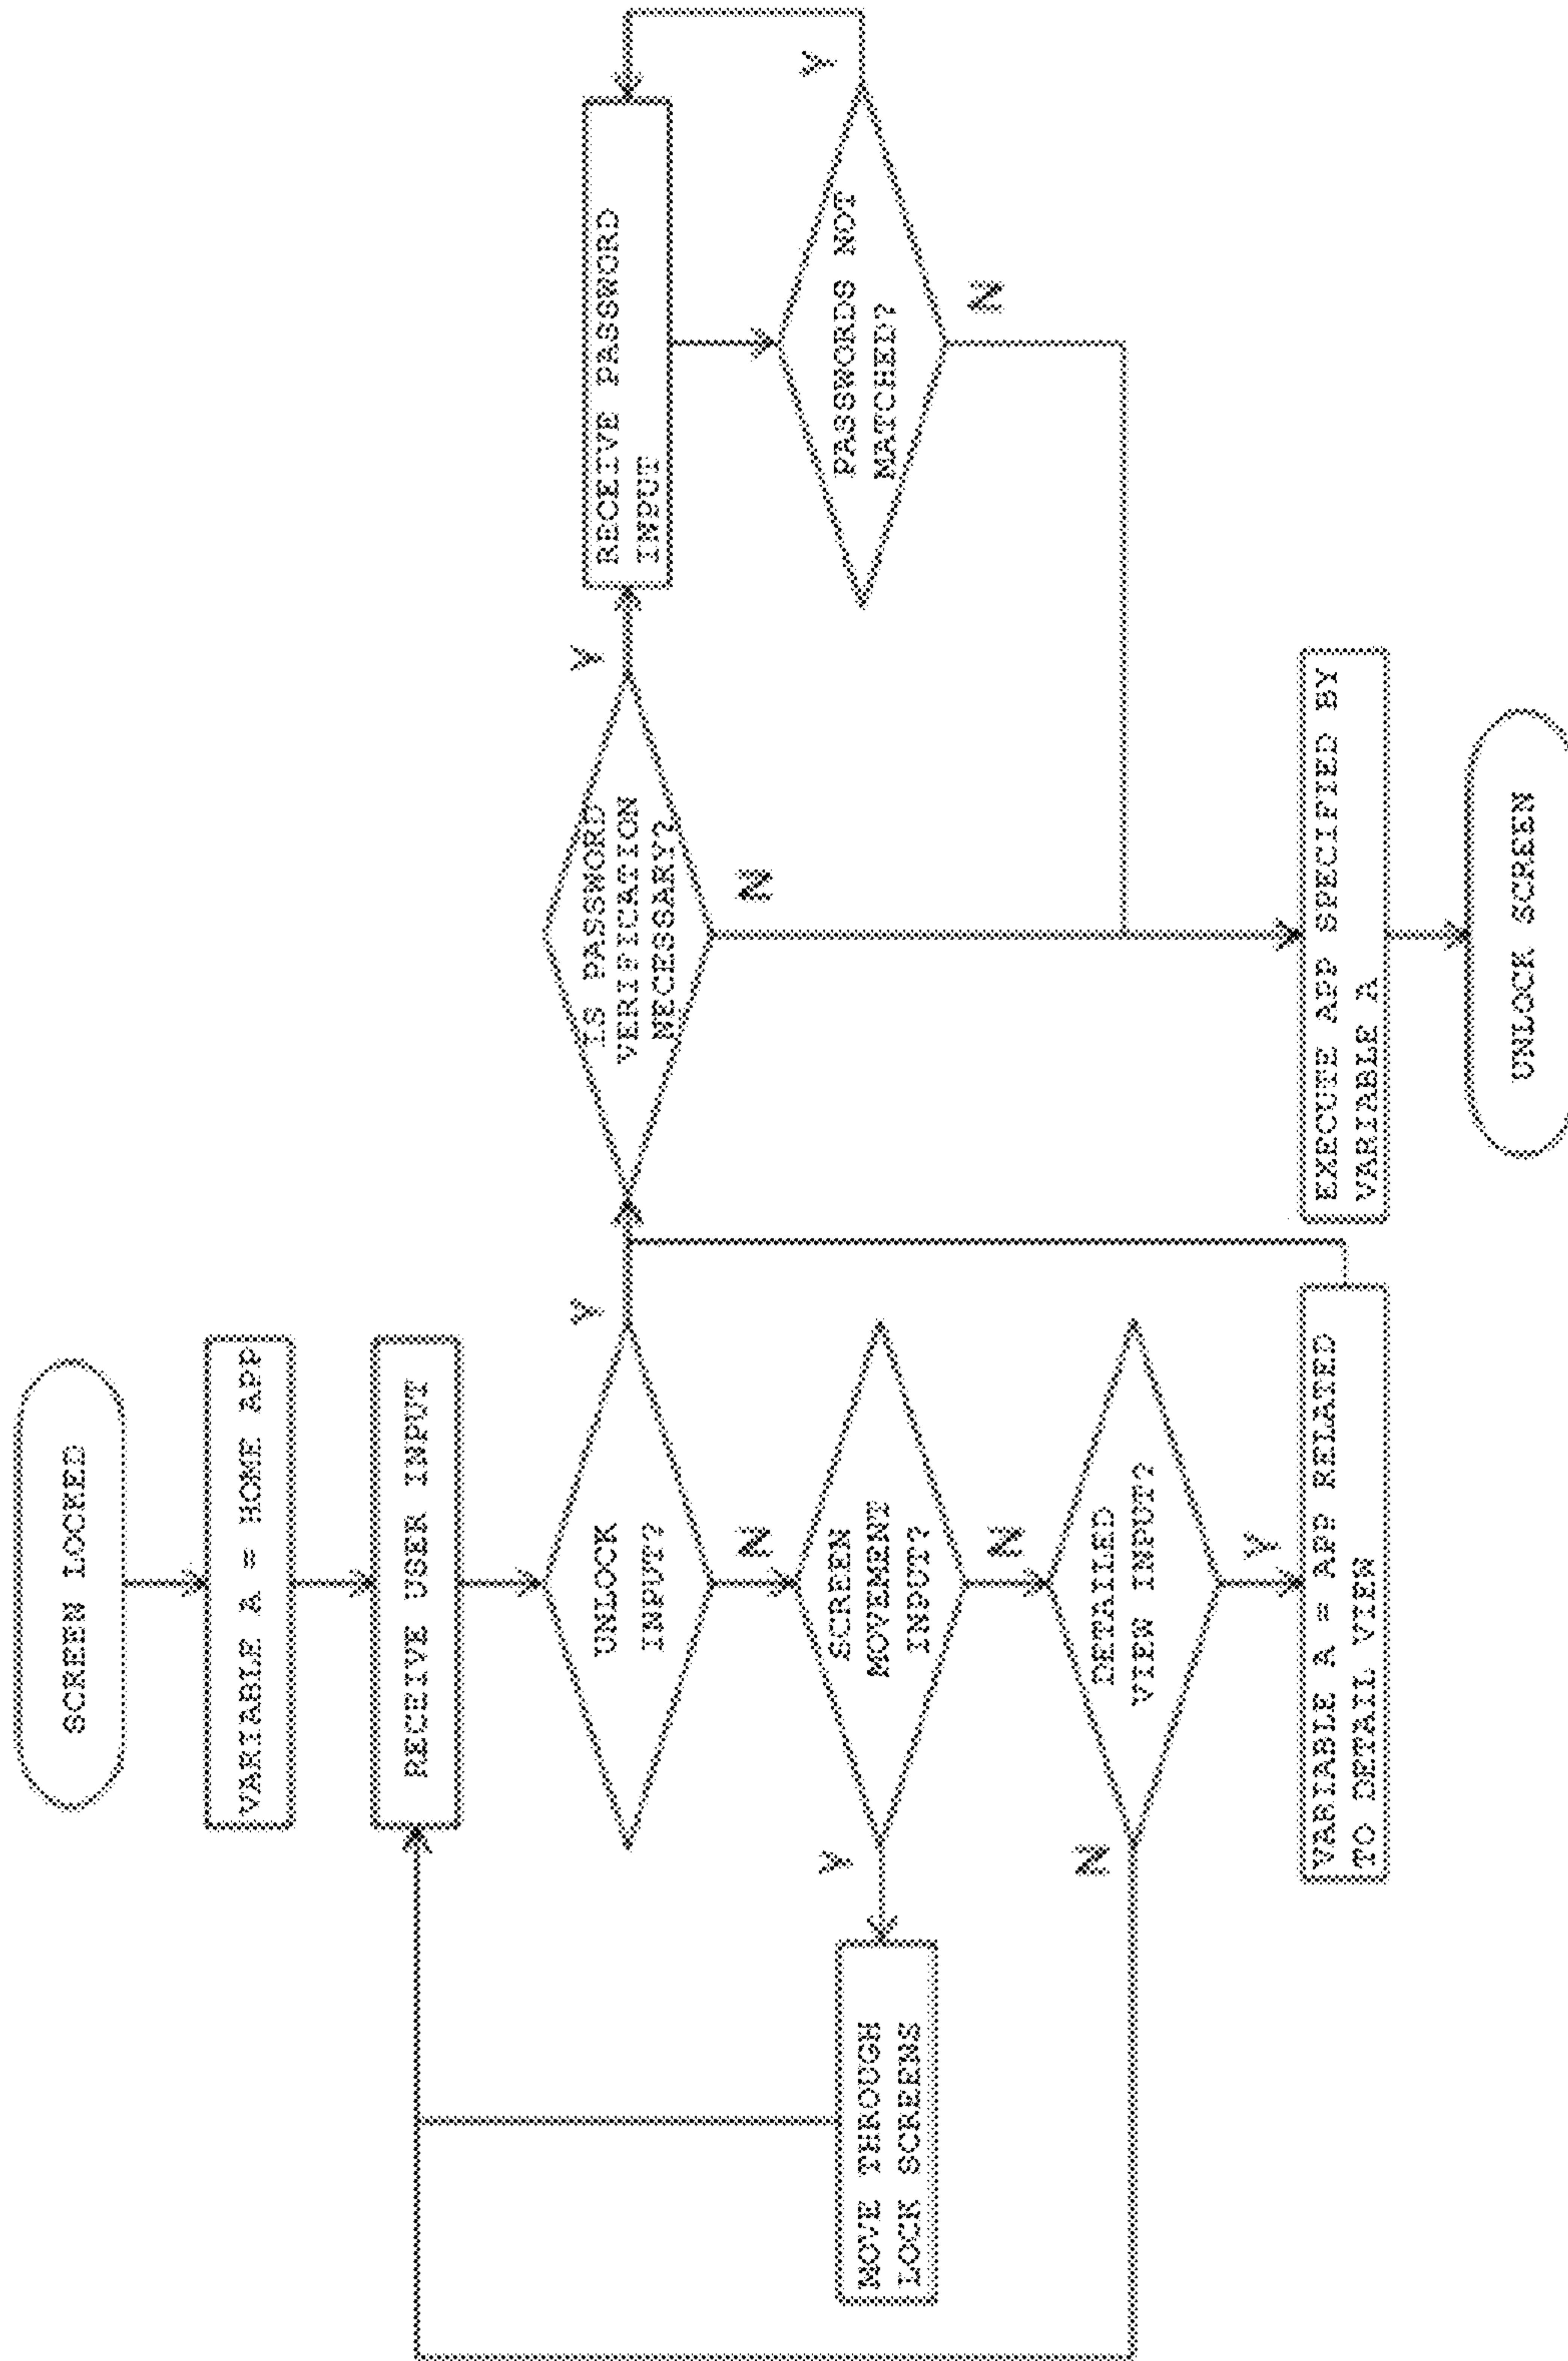 SCREEN LOCKED
VARIABLE A = HOME APP
RECEIVE USER INPUT
UNLOCK
INPUT?
Y
N
SCREEN
MOVEMENT
INPUT?
Y
N
MOVE THROUGH
LOCK SCREENS
DETAILED
VIEW INPUT?
N
Y
VARIABLE A = APP RELATED
TO DETAIL VIEW
IS PASSWORD
VERIFICATION
NECESSARY?
Y
N
RECEIVE PASSWORD
INPUT
PASSWORDS NOT
MATCHED?
Y
N
EXECUTE APP SPECIFIED BY
VARIABLE A
UNLOCK SCREEN